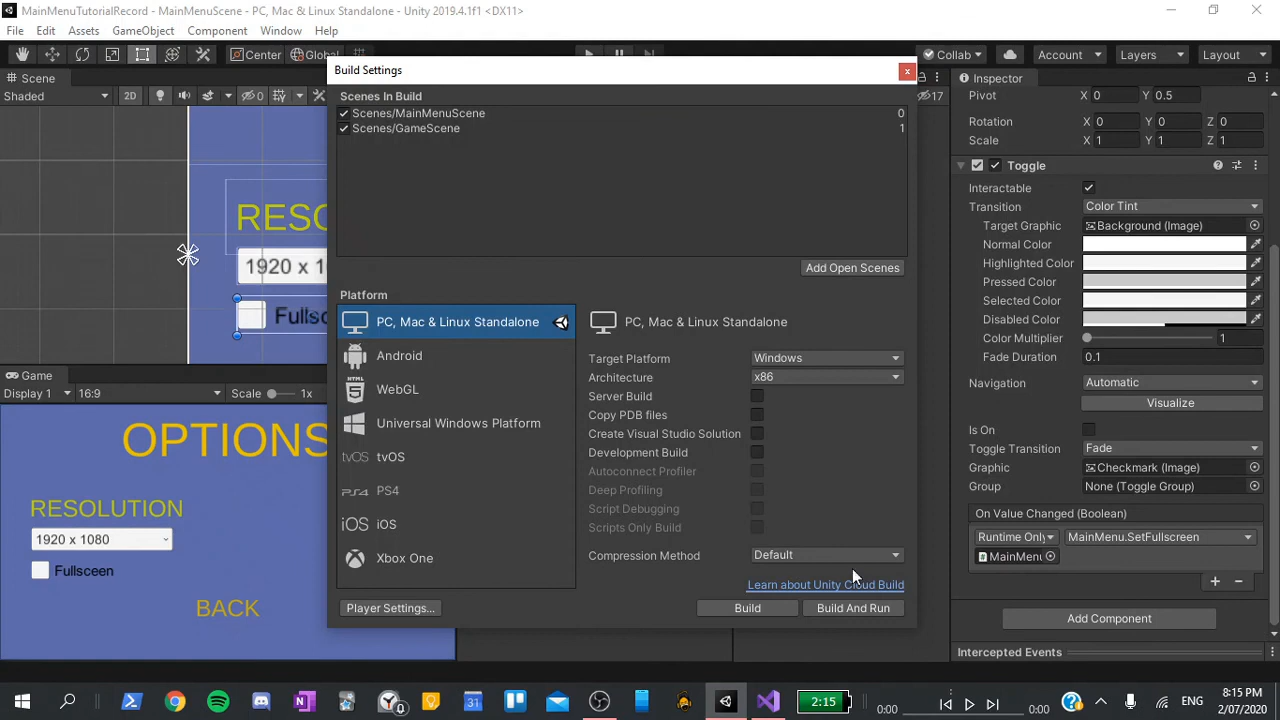 MainMenuTutorialRecord - MainMenuScene - PC, Mac & Linux Standalone - Unity 2019.4.1f1 <DX11>
File Edit Assets GameObject Component Window Help
Center Global Collab Account Layers Layout
Scene
Shaded 2D 0 17
RESO
1920 x 1
Fullsc
Game
Display 1 16:9 Scale 1x
OPTIONS
RESOLUTION
1920 x 1080
Fullsceen
BACK
Build Settings
Scenes In Build
Scenes/MainMenuScene 0
Scenes/GameScene 1
Add Open Scenes
Platform
PC, Mac & Linux Standalone
Android
HTML
WebGL
Universal Windows Platform
tvOS tvOS
PS4
iOS iOS
Xbox One
PC, Mac & Linux Standalone
Target Platform Windows
Architecture x86
Server Build
Copy PDB files
Create Visual Studio Solution
Development Build
Autoconnect Profiler
Deep Profiling
Script Debugging
Scripts Only Build
Compression Method Default
Learn about Unity Cloud Build
Player Settings... Build Build And Run
Inspector
Pivot X 0 Y 0.5
Rotation X 0 Y 0 Z 0
Scale X 1 Y 1 Z 1
Toggle
Interactable
Transition Color Tint
Target Graphic Background (Image)
Normal Color
Highlighted Color
Pressed Color
Selected Color
Disabled Color
Color Multiplier 1
Fade Duration 0.1
Navigation Automatic
Visualize
Is On
Toggle Transition Fade
Graphic Checkmark (Image)
Group None (Toggle Group)
On Value Changed (Boolean)
Runtime Only MainMenu.SetFullscreen
MainMenu
Add Component
Intercepted Events
2:15 0:00 0:00 ENG 8:15 PM
2/07/2020